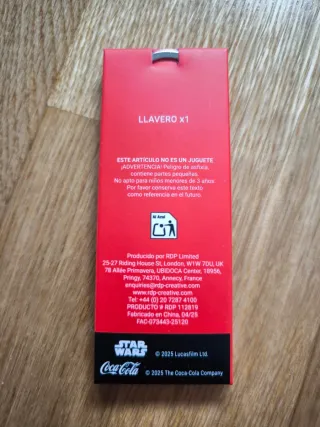 LLAVERO x1
ESTE ARTÍCULO NO ES UN JUGUETE
¡ADVERTENCIA! Peligro de asfixia,
contiene partes pequeñas.
No apto para niños menores de 3 años
Por favor conserve este texto
como referencia en el futuro.
Al Azul
Producido por RDP Limited
25-27 Riding House St, London, W1W 7DU, UK
78 Allée Primavera, UBIDOCA Center, 18956,
Pringy, 74370, Annecy, France
enquiries@rdp-creative.com
www.rdp-creative.com
Tel: +44 (0) 20 7287 4100
PRODUCTO # RDP 112819
Fabricado en China, 04/25
FAC-073443-25120
STAR WARS
© 2025 Lucasfilm Ltd.
Coca-Cola
© 2025 The Coca-Cola Company